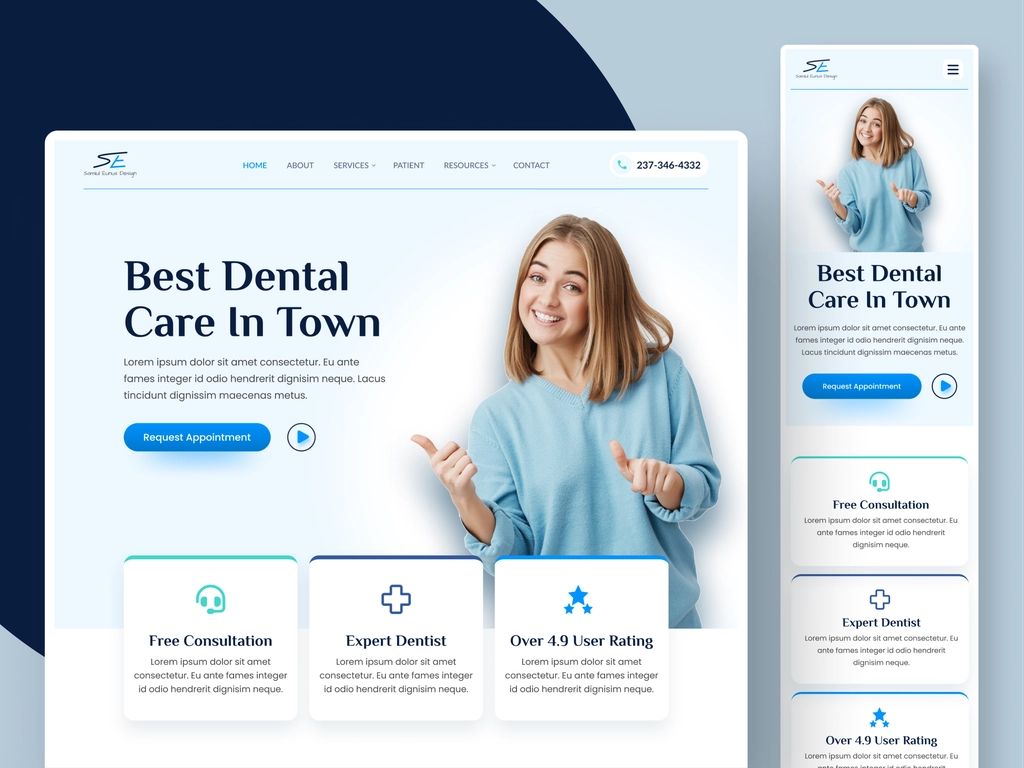 SE
Samid Eunus Design
HOME
ABOUT
SERVICES
PATIENT
RESOURCES
CONTACT
237-346-4332
Best Dental
Care In Town
Lorem ipsum dolor sit amet consectetur. Eu ante
fames integer id odio hendrerit dignisim neque. Lacus
tincidunt dignissim maecenas metus.
Request Appointment
Free Consultation
Lorem ipsum dolor sit amet
consectetur. Eu ante fames integer
id odio hendrerit dignisim neque.
Expert Dentist
Lorem ipsum dolor sit amet
consectetur. Eu ante fames integer
id odio hendrerit dignisim neque.
Over 4.9 User Rating
Lorem ipsum dolor sit amet
consectetur. Eu ante fames integer
id odio hendrerit dignisim neque.
SE
Samid Eunus Design
Best Dental
Care In Town
Lorem ipsum dolor sit amet consectetur. Eu ante
fames integer id odio hendrerit dignisim neque.
Lacus tincidunt dignissim maecenas metus.
Request Appointment
Free Consultation
Lorem ipsum dolor sit amet consectetur. Eu
ante fames integer id odio hendrerit
dignisim neque.
Expert Dentist
Lorem ipsum dolor sit amet consectetur. Eu
ante fames integer id odio hendrerit
dignisim neque.
Over 4.9 User Rating
Lorem ipsum dolor sit amet consectetur. Eu
ante fames integer id odio hendrerit